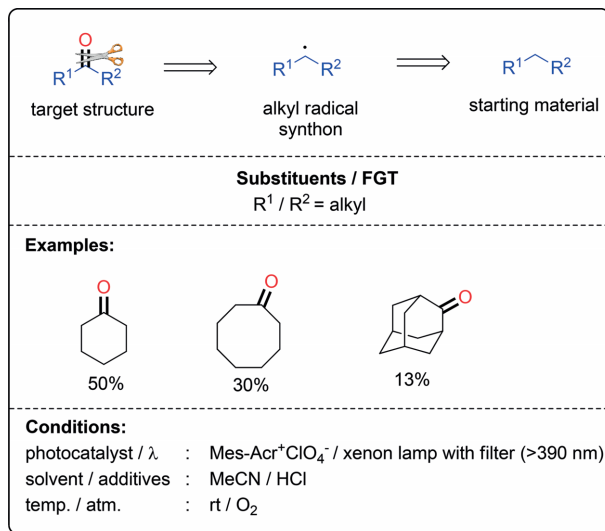 O
R¹ R² R¹ R² R¹ R²
target structure
alkyl radical
synthon
starting material
Substituents / FGT
R¹ / R² = alkyl
Examples:
O
50%
O
30%
O
13%
Conditions:
photocatalyst / λ : Mes-Acr⁺ClO₄⁻ / xenon lamp with filter (>390 nm)
solvent / additives : MeCN / HCl
temp. / atm. : rt / O₂